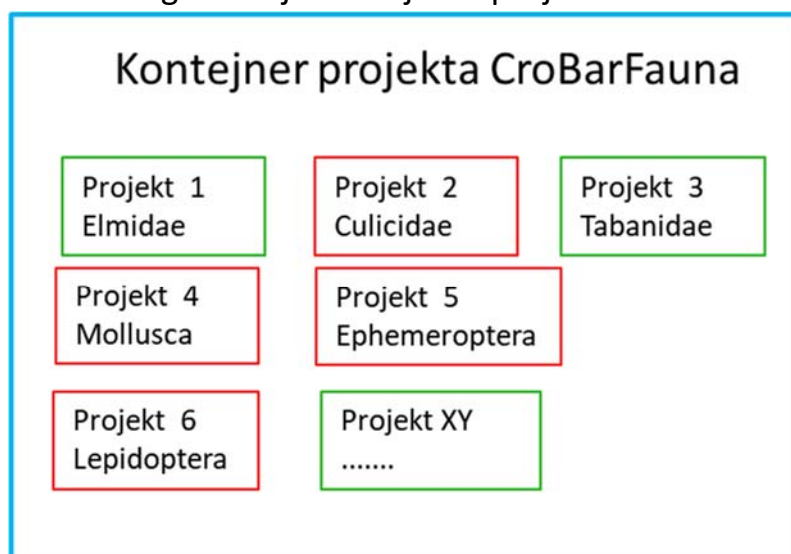 Kontejner projekta CroBarFauna
Projekt 1
Elmidae
Projekt 2
Culicidae
Projekt 3
Tabanidae
Projekt 4
Mollusca
Projekt 5
Ephemeroptera
Projekt 6
Lepidoptera
Projekt XY
.......